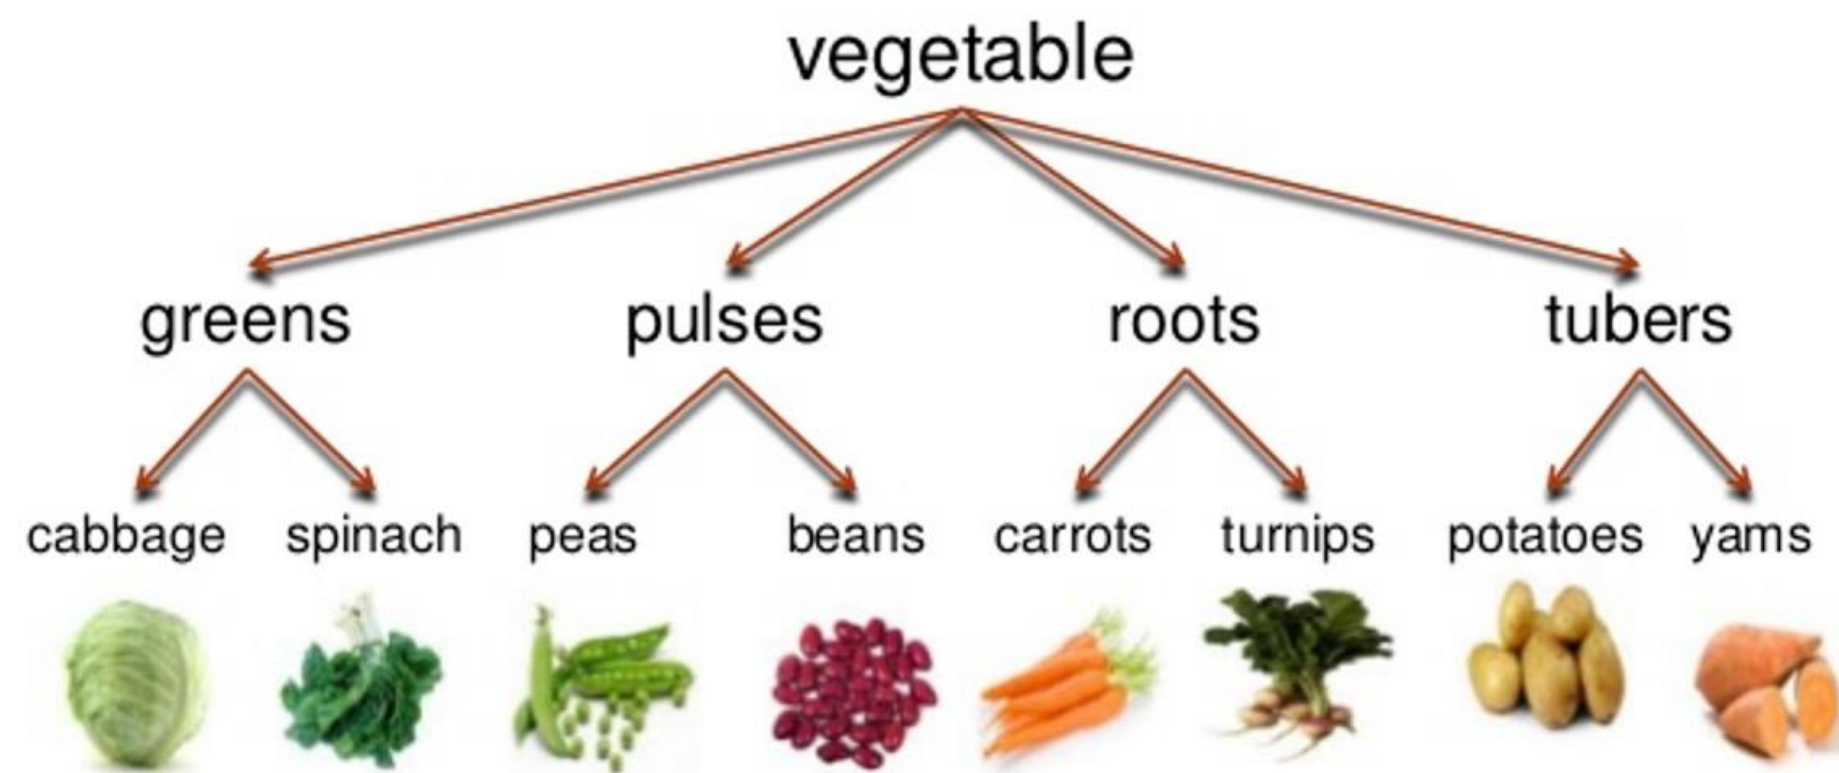 vegetable
greens pulses roots tubers
cabbage spinach peas beans carrots turnips potatoes yams